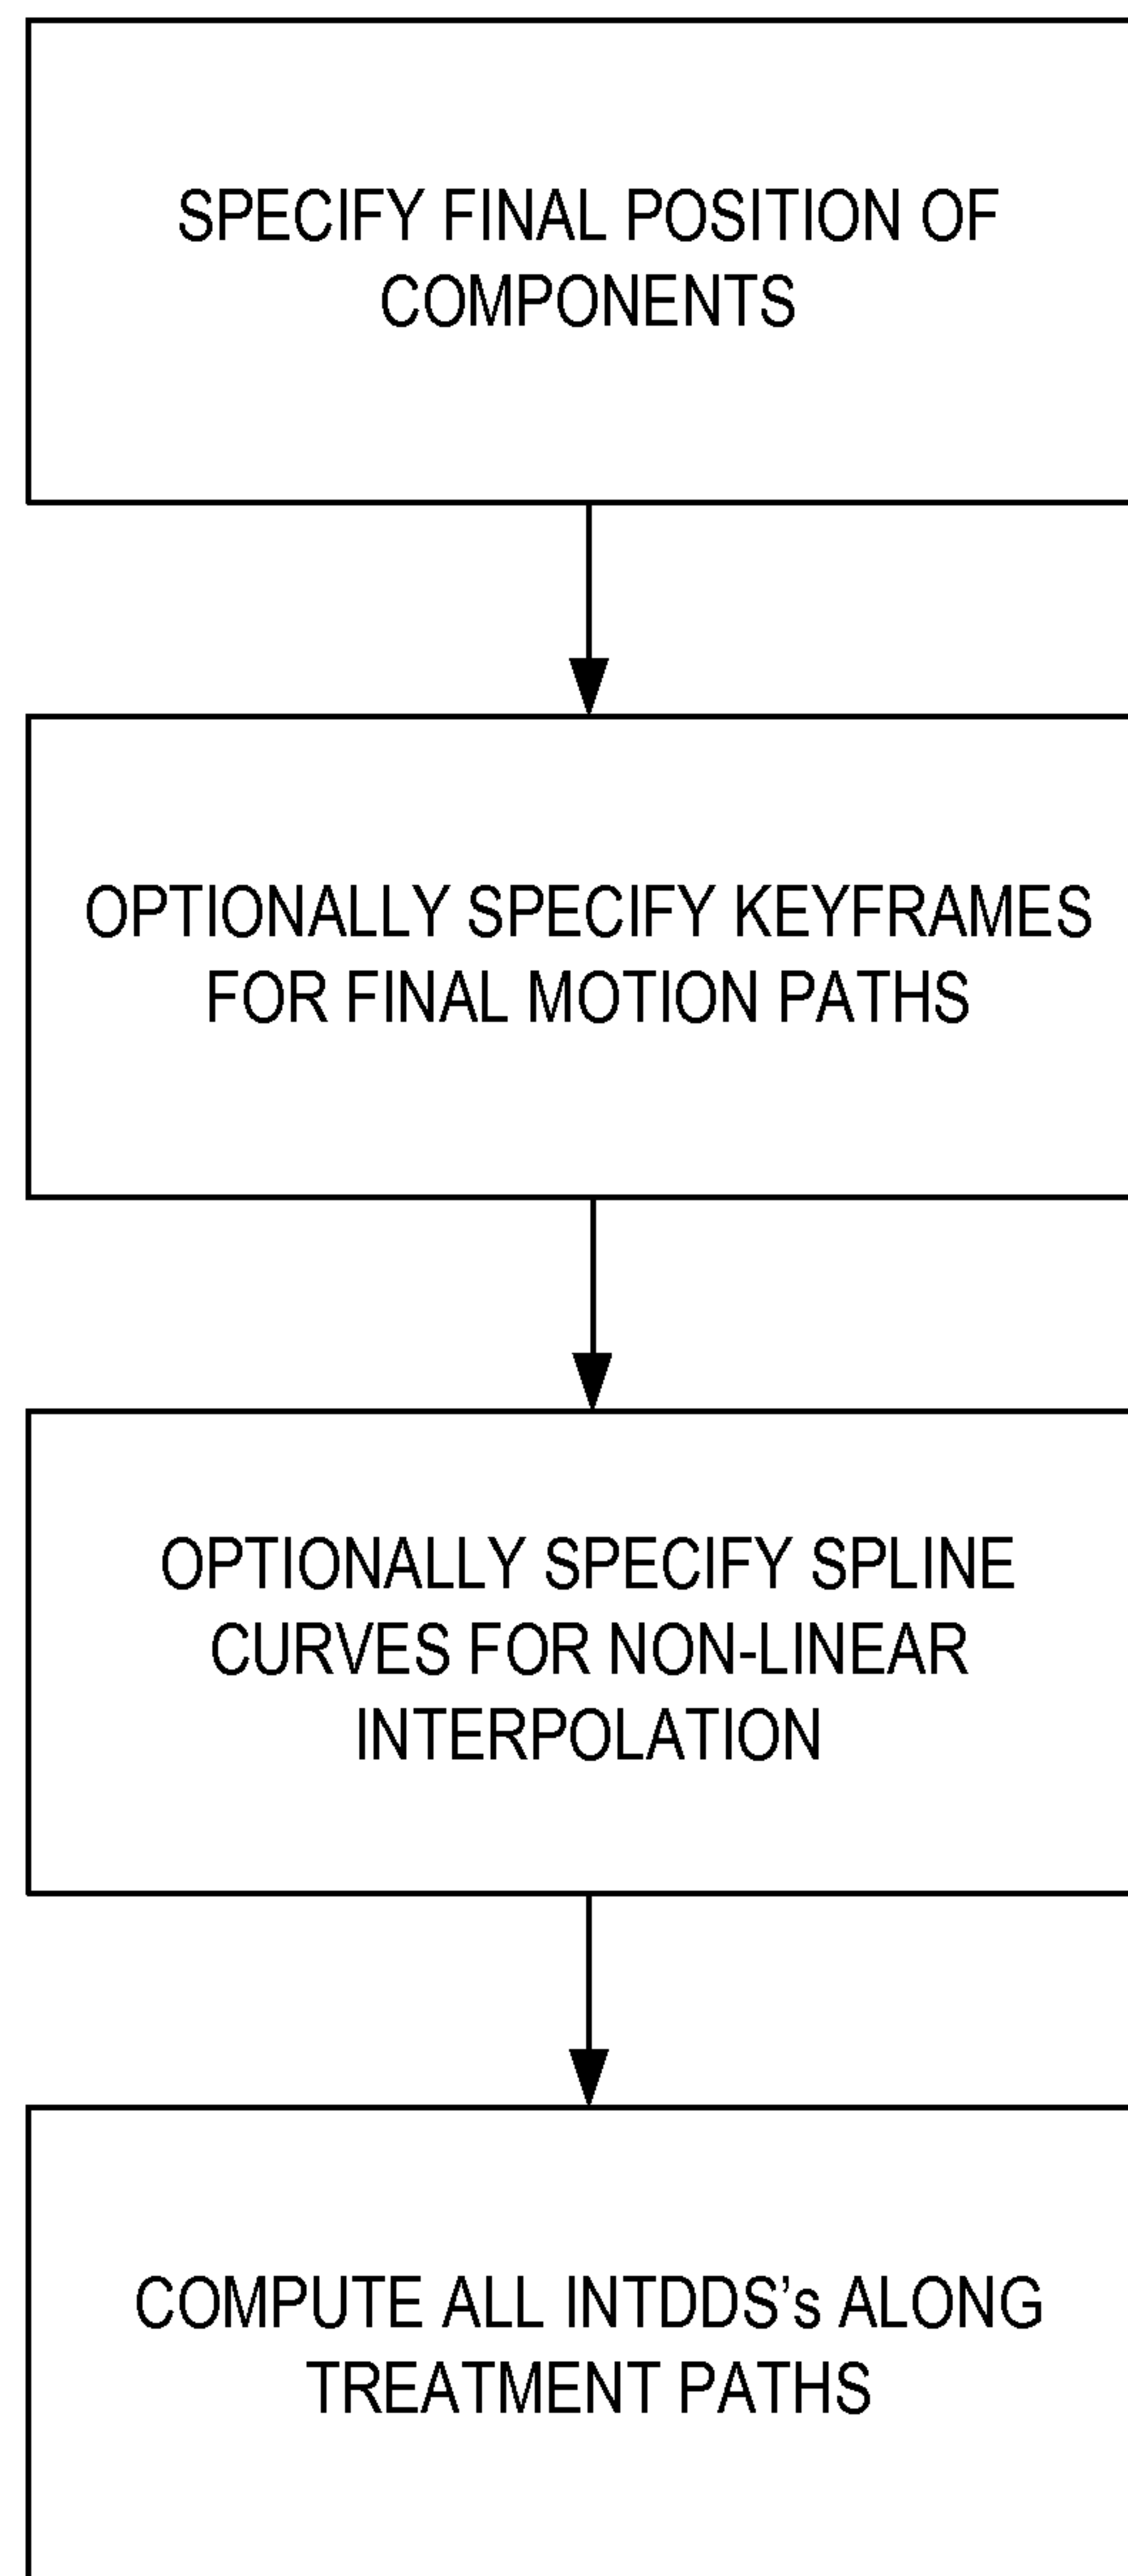 SPECIFY FINAL POSITION OF
COMPONENTS
OPTIONALLY SPECIFY KEYFRAMES
FOR FINAL MOTION PATHS
OPTIONALLY SPECIFY SPLINE
CURVES FOR NON-LINEAR
INTERPOLATION
COMPUTE ALL INTDDS’s ALONG
TREATMENT PATHS